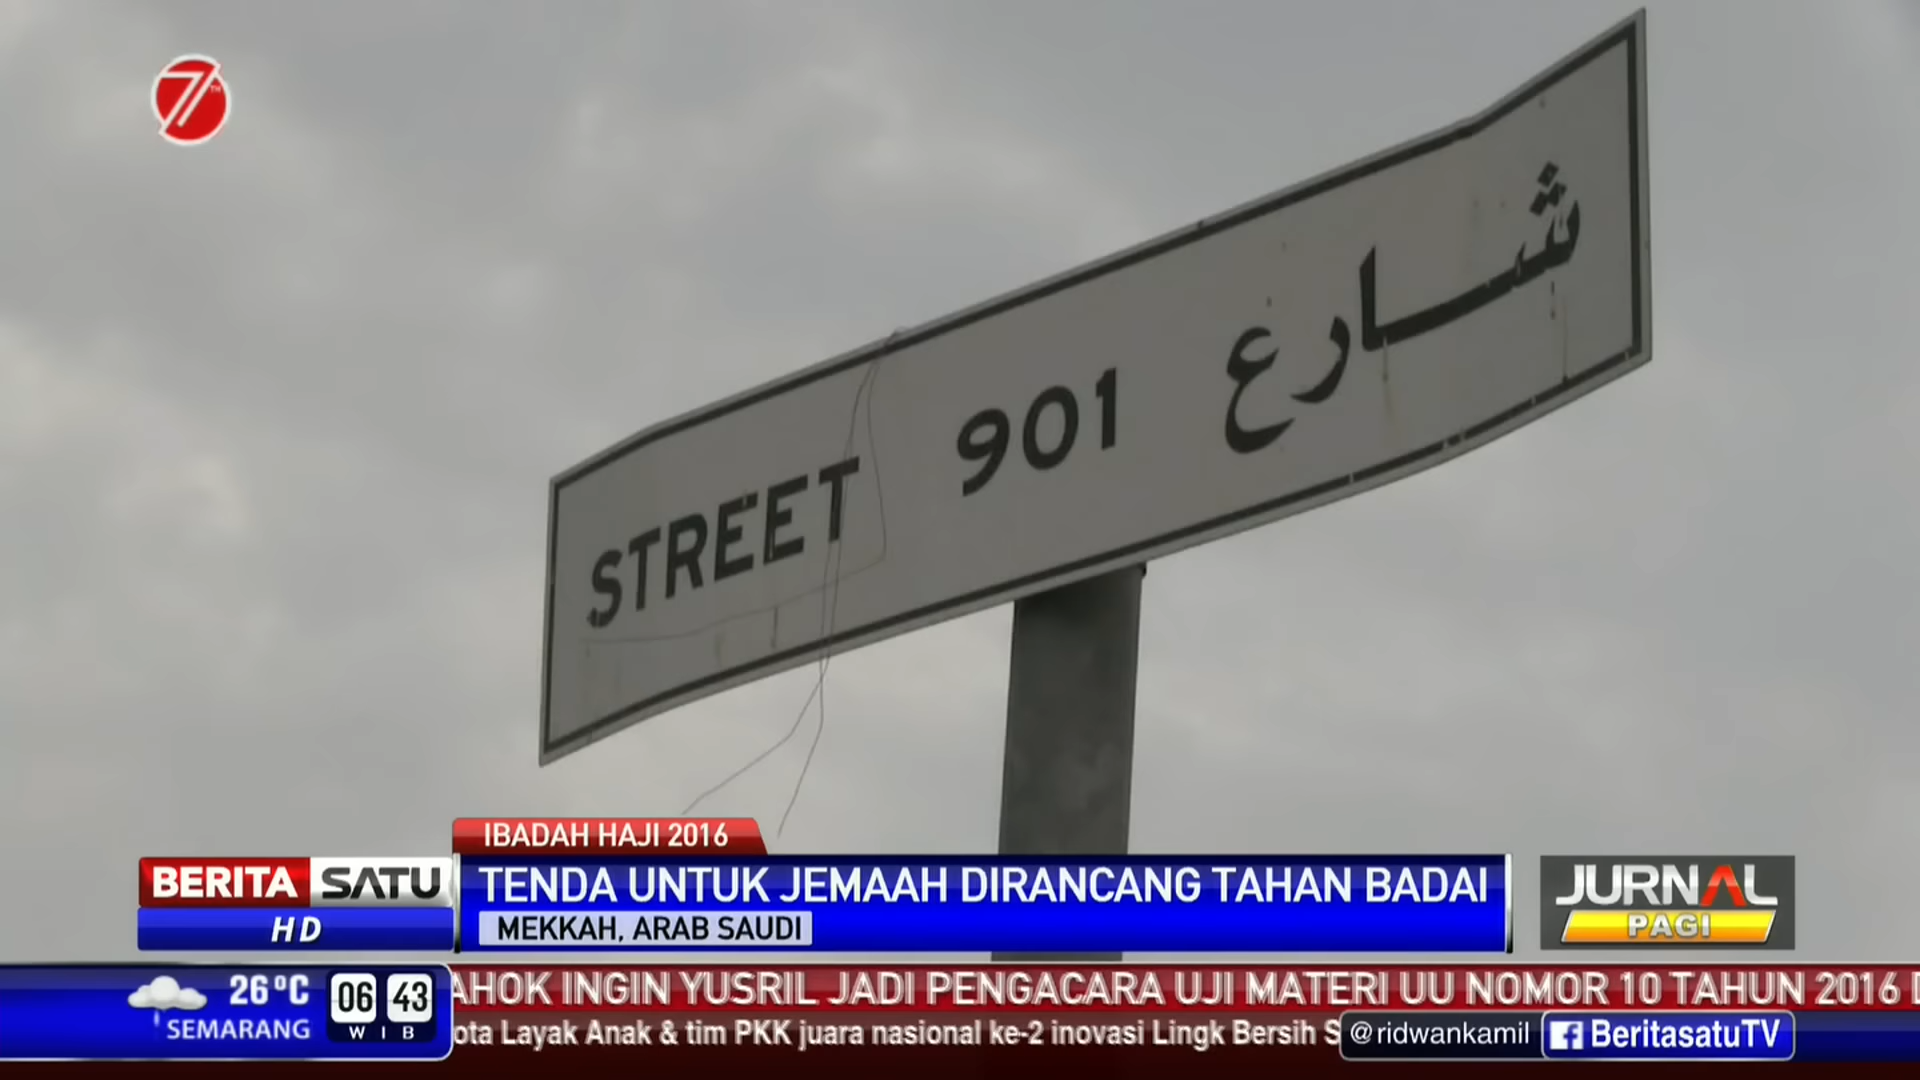 7TH
STREET 901 شارع
IBADAH HAJI 2016
BERITA SATU
HD
TENDA UNTUK JEMAAH DIRANCANG TAHAN BADAI
MEKKAH, ARAB SAUDI
JURNAL
PAGI
26°C
SEMARANG
06 43
WIB
AHOK INGIN YUSRIL JADI PENGACARA UJI MATERI UU NOMOR 10 TAHUN 2016 D
ota Layak Anak & tim PKK juara nasional ke-2 inovasi Lingk Bersih S
@ridwankamil
BeritasatuTV